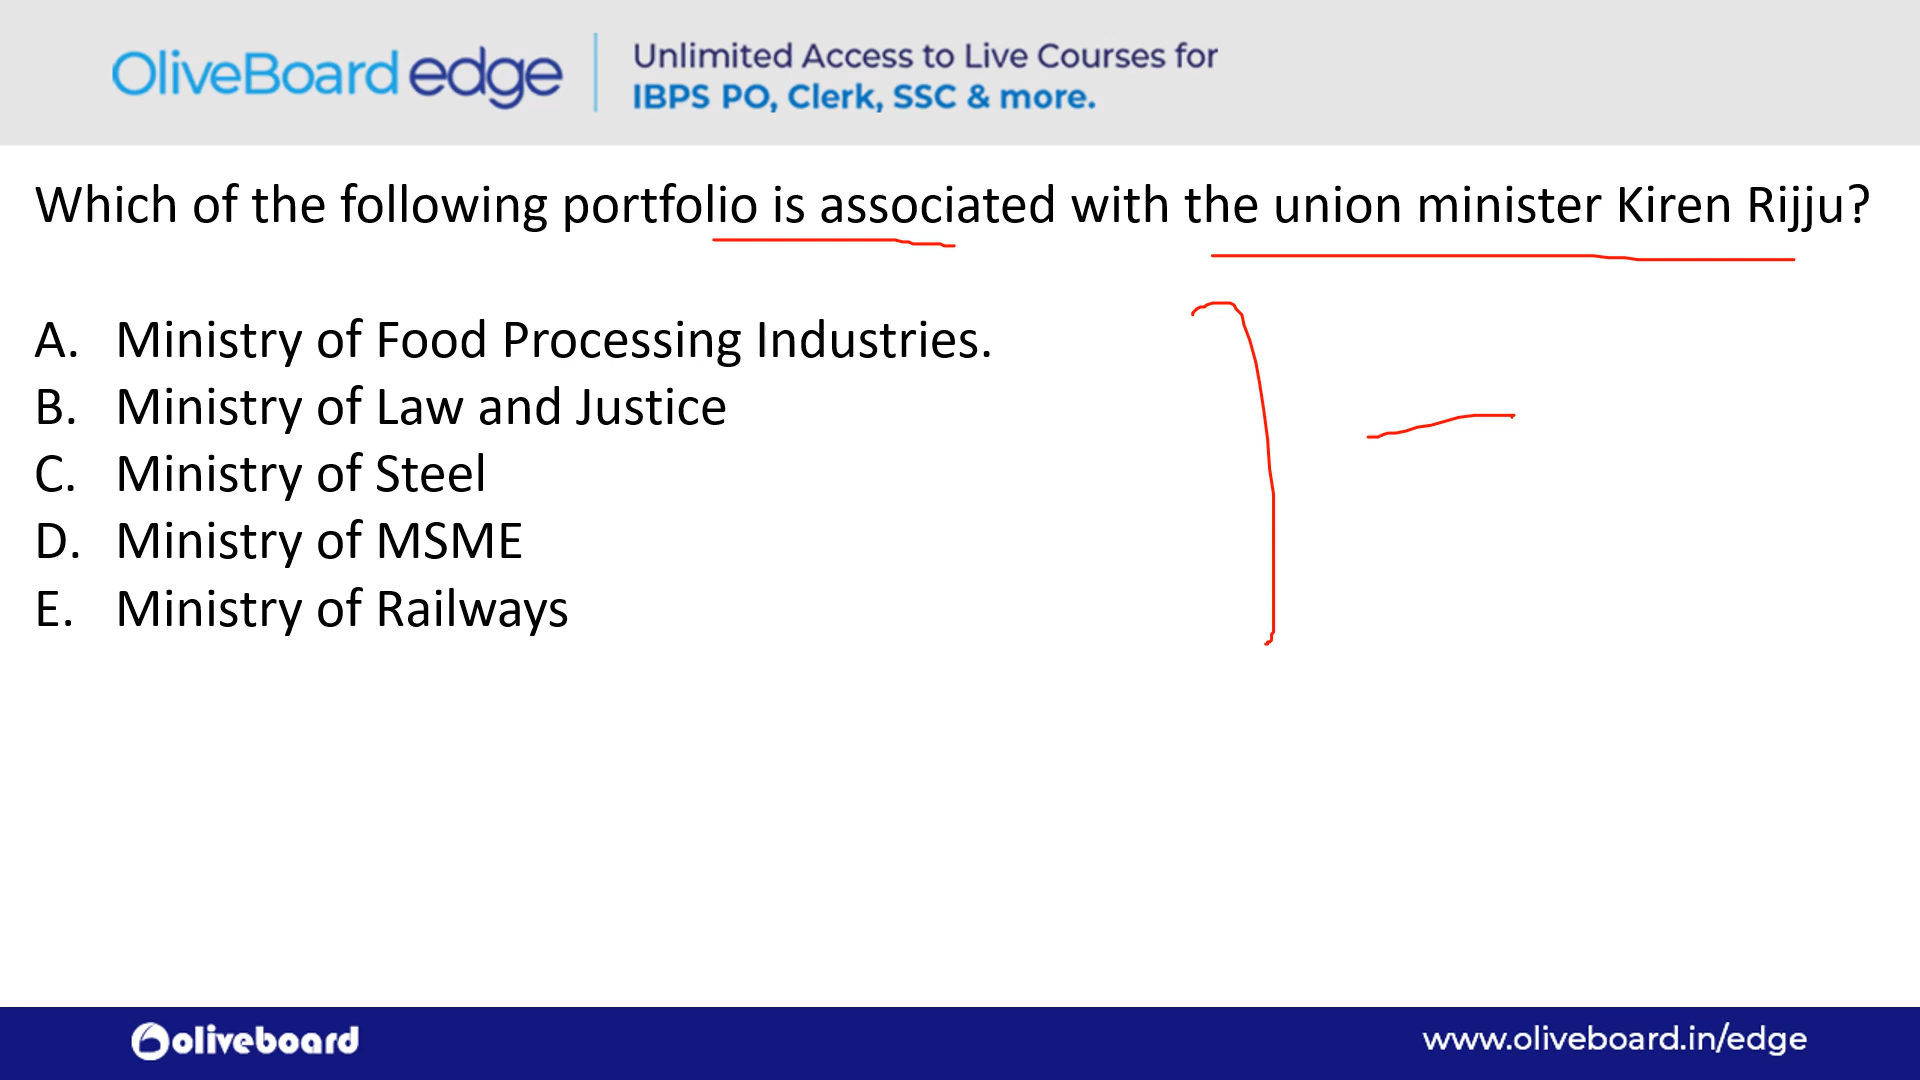 OliveBoard edge
Unlimited Access to Live Courses for
IBPS PO, Clerk, SSC & more.
Which of the following portfolio is associated with the union minister Kiren Rijju?
A. Ministry of Food Processing Industries.
B. Ministry of Law and Justice
C. Ministry of Steel
D. Ministry of MSME
E. Ministry of Railways
oliveboard
www.oliveboard.in/edge